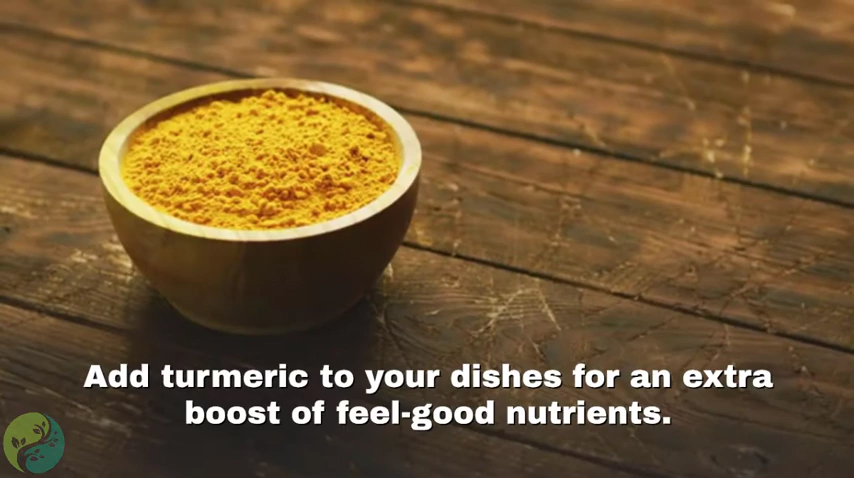 Add turmeric to your dishes for an extra
boost of feel-good nutrients.